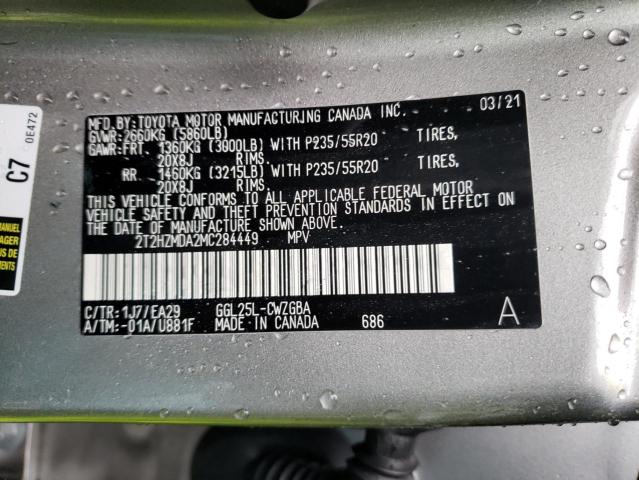 MFD.BY:TOYOTA MOTOR MANUFACTURING CANADA INC. 03/21
GVWR:2660KG (5860LB)
GAWR:FRT. 1360KG (3000LB) WITH P235/55R20 TIRES,
20X8J RIMS.
RR 1460KG (3215LB) WITH P235/55R20 TIRES,
20X8J RIMS.
THIS VEHICLE CONFORMS TO ALL APPLICABLE FEDERAL MOTOR
VEHICLE SAFETY AND THEFT PREVENTION STANDARDS IN EFFECT ON
THE DATE OF MANUFACTURE SHOWN ABOVE.
2T2HZMDA2MC284449 MPV
C/TR:1J7/EA29 GGL25L-CWZGBA
A/TM:-01A/U881F MADE IN CANADA 686 A
C7
0E472
MANUEL